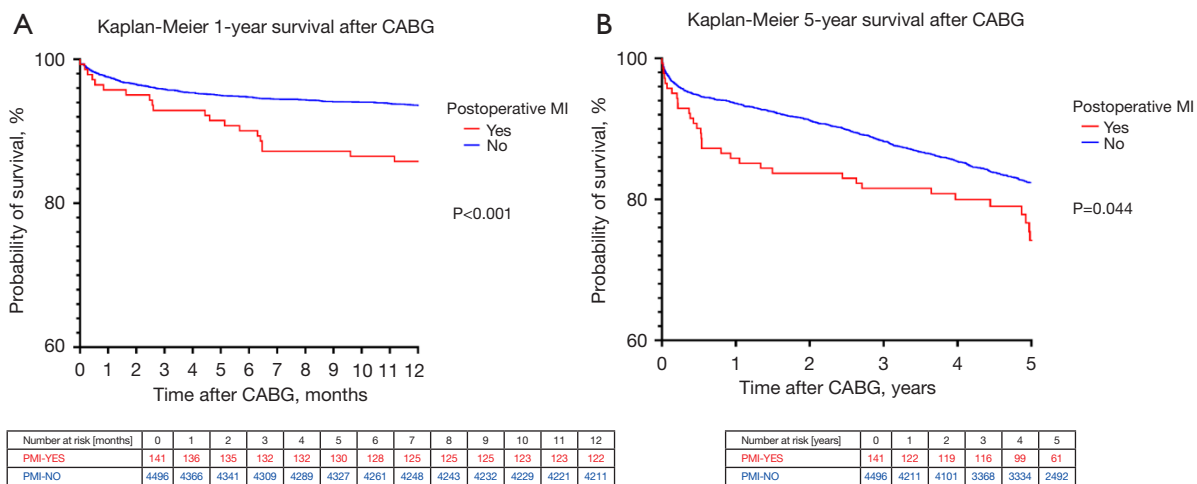 A
Kaplan-Meier 1-year survival after CABG
Probability of survival, %
100
80
60
0 1 2 3 4 5 6 7 8 9 10 11 12
Time after CABG, months
Postoperative MI
Yes
No
P<0.001
Number at risk [months] 0 1 2 3 4 5 6 7 8 9 10 11 12
PMI-YES 141 136 135 132 132 130 128 125 125 125 123 123 122
PMI-NO 4496 4366 4341 4309 4289 4327 4261 4248 4243 4232 4229 4221 4211
B
Kaplan-Meier 5-year survival after CABG
Probability of survival, %
100
80
60
0 1 2 3 4 5
Time after CABG, years
Postoperative MI
Yes
No
P=0.044
Number at risk [years] 0 1 2 3 4 5
PMI-YES 141 122 119 116 99 61
PMI-NO 4496 4211 4101 3368 3334 2492